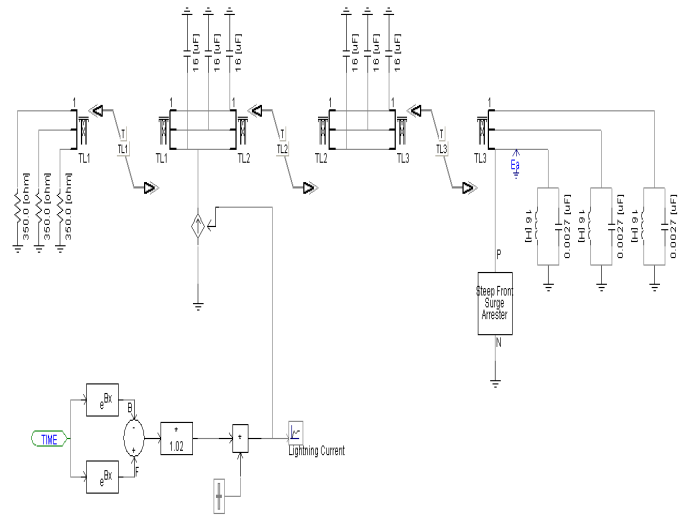 16 [uF]
16 [uF]
16 [uF]
16 [uF]
16 [uF]
16 [uF]
1
1
1
1
1
1
T
TL1
T
TL2
T
TL3
TL1
TL1
TL2
TL2
TL3
TL3
Ea
350.0 [ohm]
350.0 [ohm]
350.0 [ohm]
16 [H]
0.0027 [uF]
16 [H]
0.0027 [uF]
16 [H]
0.0027 [uF]
P
Steep Front
Surge
Arrester
N
e^Bx
B
-
TIME
+
*
1.02
*
Lightning Current
F
e^Bx